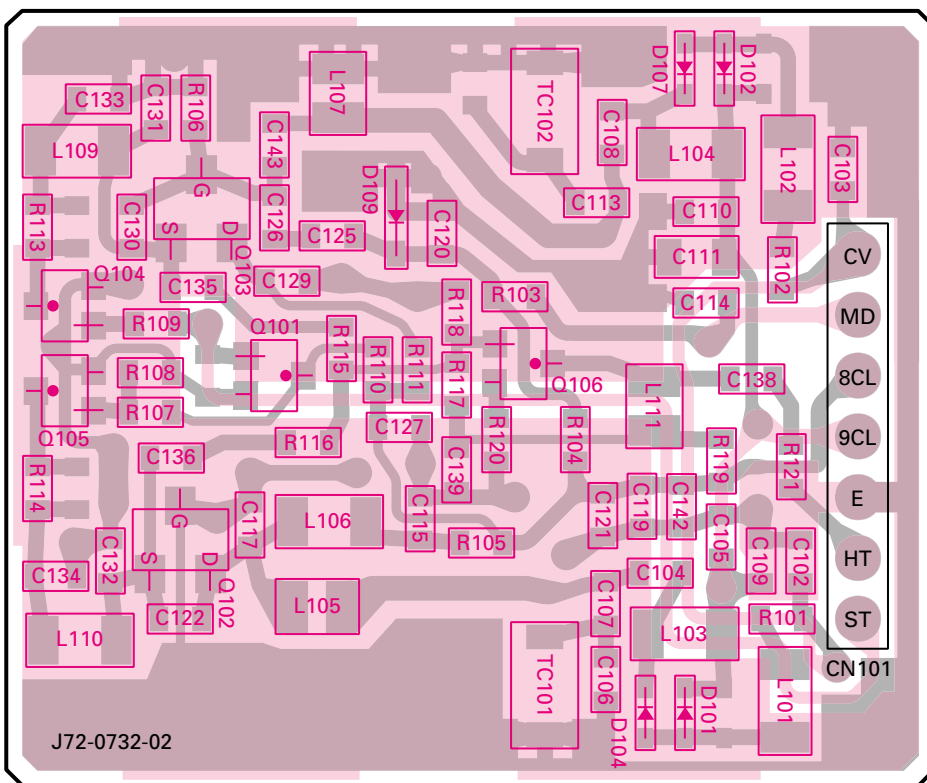 C133
C131
R106
L107
C143
TC102
C108
D107
D102
L104
L102
C103
L109
G
S
D
Q103
R113
C130
C126
C125
D109
C120
C113
C110
C111
R102
CV
Q104
C135
C129
R103
R118
C114
MD
R109
Q101
R115
R110
R111
R117
Q106
L111
C138
8CL
R108
R107
Q105
C127
R116
R120
R104
R119
R121
9CL
C136
C139
R114
G
S
D
Q102
C117
L106
C115
R105
C121
C119
C142
C105
C109
C102
E
HT
C134
C132
C122
L105
C104
C107
L103
R101
ST
L110
TC101
C106
D104
D101
L101
CN101
J72-0732-02